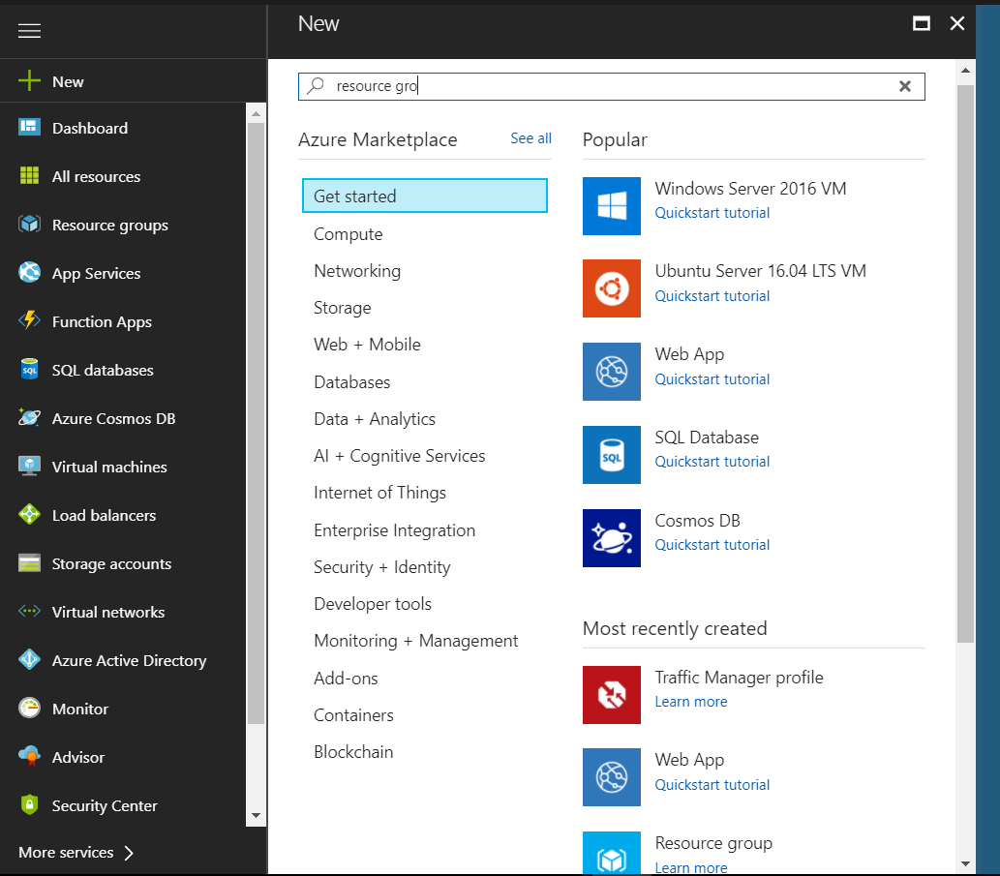 New
Dashboard
All resources
Resource groups
App Services
Function Apps
SQL
SQL databases
Azure Cosmos DB
Virtual machines
Load balancers
Storage accounts
Virtual networks
Azure Active Directory
Monitor
Advisor
Security Center
More services
New
resource gro
Azure Marketplace
See all
Get started
Compute
Networking
Storage
Web + Mobile
Databases
Data + Analytics
AI + Cognitive Services
Internet of Things
Enterprise Integration
Security + Identity
Developer tools
Monitoring + Management
Add-ons
Containers
Blockchain
Popular
Windows Server 2016 VM
Quickstart tutorial
Ubuntu Server 16.04 LTS VM
Quickstart tutorial
Web App
Quickstart tutorial
SQL
SQL Database
Quickstart tutorial
Cosmos DB
Quickstart tutorial
Most recently created
Traffic Manager profile
Learn more
Web App
Quickstart tutorial
Resource group
Learn more